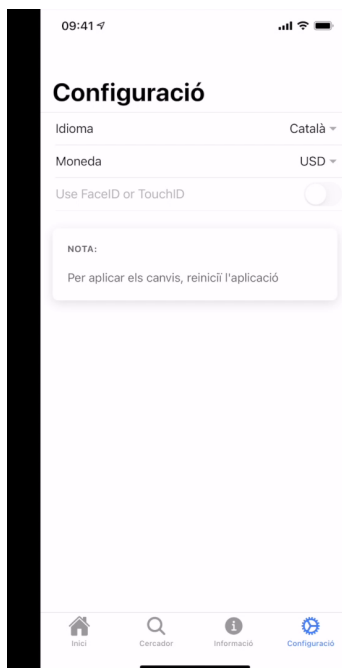 09:41
Configuració
Idioma Català
Moneda USD
Use FaceID or TouchID
NOTA:
Per aplicar els canvis, reiniciï l'aplicació
Inici Cercador Informació Configuració